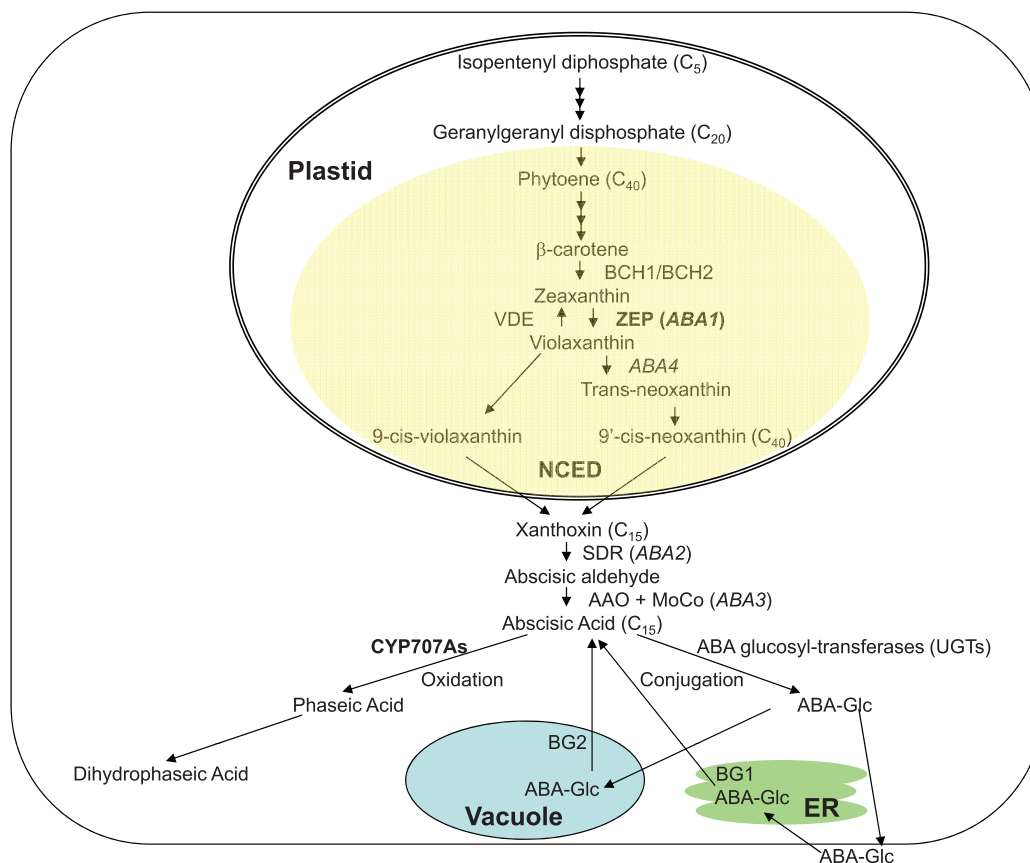 Isopentenyl diphosphate (C5)
Geranylgeranyl disphosphate (C20)
Plastid
Phytoene (C40)
β-carotene
BCH1/BCH2
Zeaxanthin
VDE
ZEP (ABA1)
Violaxanthin
ABA4
Trans-neoxanthin
9-cis-violaxanthin
9'-cis-neoxanthin (C40)
NCED
Xanthoxin (C15)
SDR (ABA2)
Abscisic aldehyde
AAO + MoCo (ABA3)
Abscisic Acid (C15)
CYP707As
ABA glucosyl-transferases (UGTs)
Oxidation
Conjugation
Phaseic Acid
ABA-Glc
BG2
Dihydrophaseic Acid
BG1
ABA-Glc
ABA-Glc
Vacuole
ER
ABA-Glc